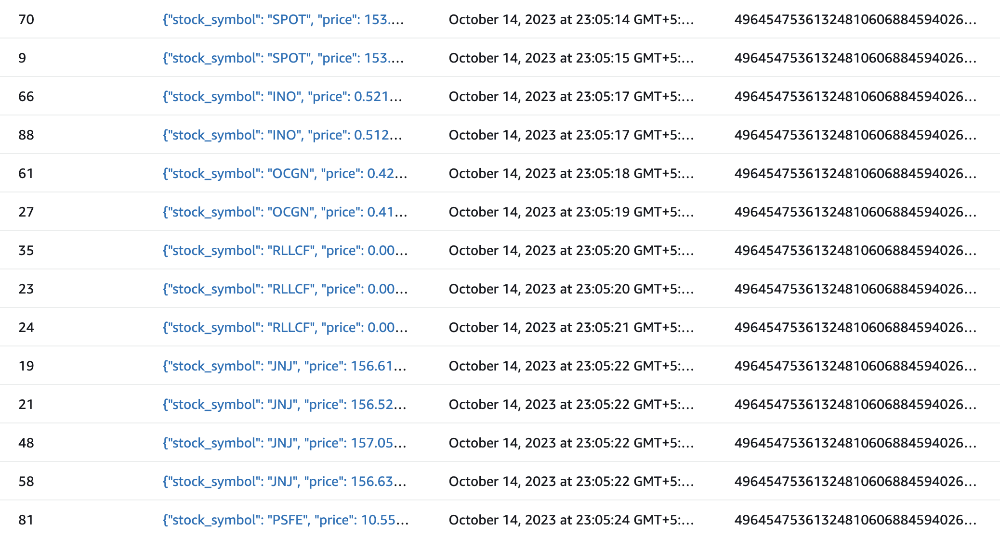 70 {"stock_symbol": "SPOT", "price": 153.... October 14, 2023 at 23:05:14 GMT+5:...49645475361324810606884594026...
9 {"stock_symbol": "SPOT", "price": 153.... October 14, 2023 at 23:05:15 GMT+5:... 49645475361324810606884594026...
66 {"stock_symbol": "INO", "price": 0.521... October 14, 2023 at 23:05:17 GMT+5:... 49645475361324810606884594026...
88 {"stock_symbol": "INO", "price": 0.512... October 14, 2023 at 23:05:17 GMT+5:... 49645475361324810606884594026...
61 {"stock_symbol": "OCGN", "price": 0.42... October 14, 2023 at 23:05:18 GMT+5:... 49645475361324810606884594026...
27 {"stock_symbol": "OCGN", "price": 0.41... October 14, 2023 at 23:05:19 GMT+5:... 49645475361324810606884594026...
35 {"stock_symbol": "RLLCF", "price": 0.00... October 14, 2023 at 23:05:20 GMT+5:... 49645475361324810606884594026...
23 {"stock_symbol": "RLLCF", "price": 0.00... October 14, 2023 at 23:05:20 GMT+5:... 49645475361324810606884594026...
24 {"stock_symbol": "RLLCF", "price": 0.00... October 14, 2023 at 23:05:21 GMT+5:... 49645475361324810606884594026...
19 {"stock_symbol": "JNJ", "price": 156.61... October 14, 2023 at 23:05:22 GMT+5:... 49645475361324810606884594026...
21 {"stock_symbol": "JNJ", "price": 156.52... October 14, 2023 at 23:05:22 GMT+5:... 49645475361324810606884594026...
48 {"stock_symbol": "JNJ", "price": 157.05... October 14, 2023 at 23:05:22 GMT+5:... 49645475361324810606884594026...
58 {"stock_symbol": "JNJ", "price": 156.63... October 14, 2023 at 23:05:22 GMT+5:... 49645475361324810606884594026...
81 {"stock_symbol": "PSFE", "price": 10.55... October 14, 2023 at 23:05:24 GMT+5:... 49645475361324810606884594026...